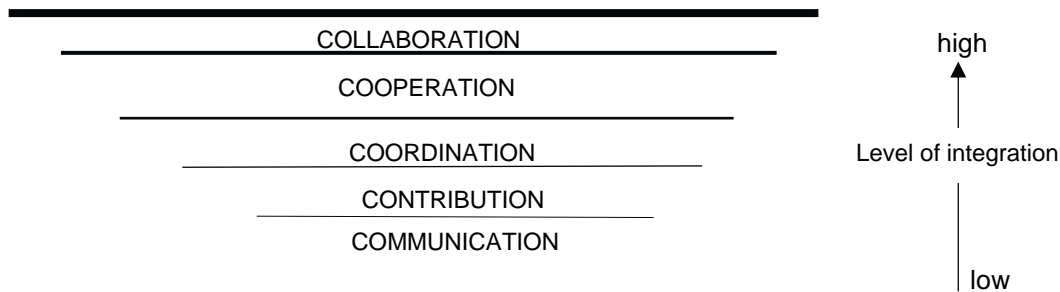 COLLABORATION
high
COOPERATION
COORDINATION
Level of integration
CONTRIBUTION
COMMUNICATION
low